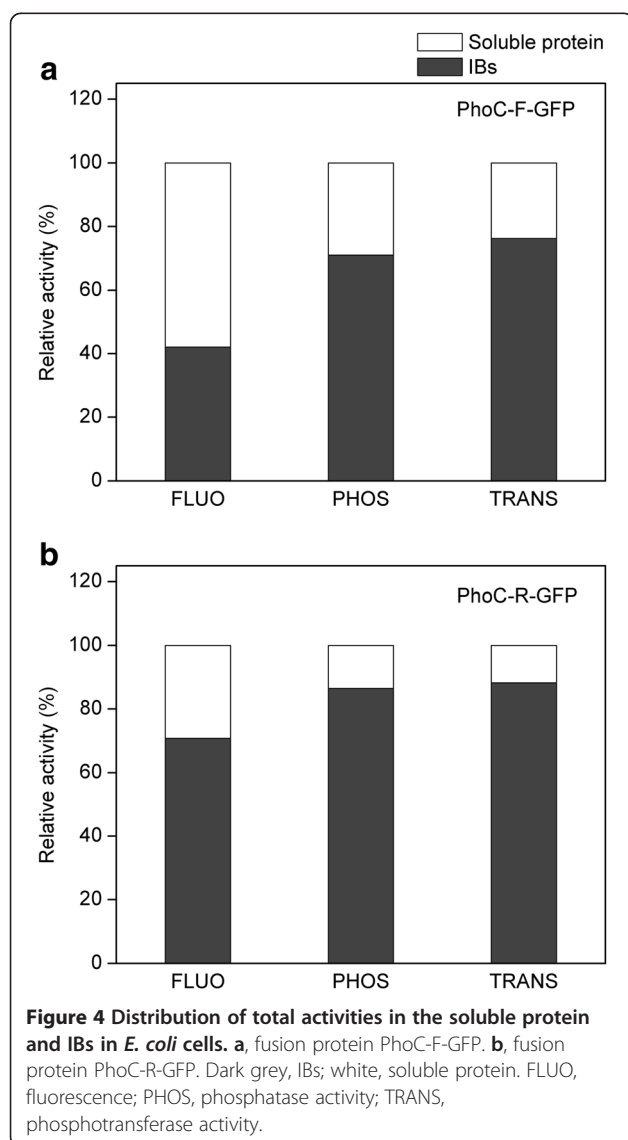 Soluble protein
IBs
a
PhoC-F-GFP
120
100
80
60
40
20
0
Relative activity (%)
FLUO PHOS TRANS
b
PhoC-R-GFP
120
100
80
60
40
20
0
Relative activity (%)
FLUO PHOS TRANS
Figure 4 Distribution of total activities in the soluble protein
and IBs in E. coli cells. a, fusion protein PhoC-F-GFP. b, fusion
protein PhoC-R-GFP. Dark grey, IBs; white, soluble protein. FLUO,
fluorescence; PHOS, phosphatase activity; TRANS,
phosphotransferase activity.